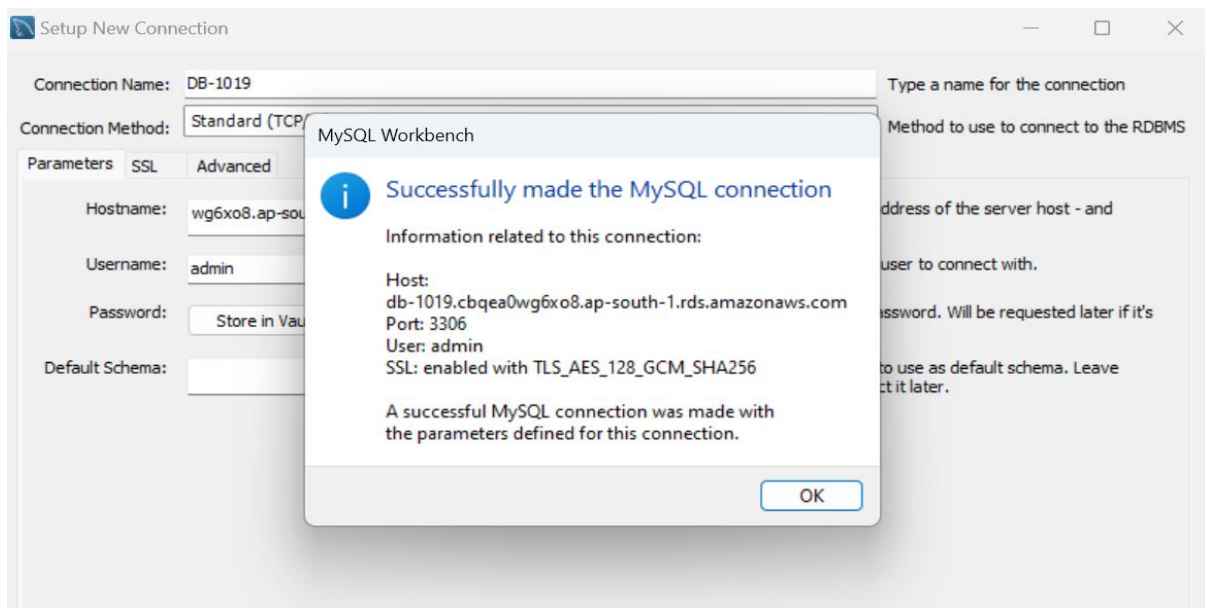 Setup New Connection
Connection Name: DB-1019 Type a name for the connection
Connection Method: Standard (TCP/ Method to use to connect to the RDBMS
Parameters SSL Advanced
Hostname: wg6xo8.ap-sou ddress of the server host - and
Username: admin user to connect with.
Password: Store in Vau assword. Will be requested later if it's
Default Schema: to use as default schema. Leave
ct it later.
MySQL Workbench
i
Successfully made the MySQL connection
Information related to this connection:
Host:
db-1019.cbqea0wg6xo8.ap-south-1.rds.amazonaws.com
Port: 3306
User: admin
SSL: enabled with TLS_AES_128_GCM_SHA256
A successful MySQL connection was made with
the parameters defined for this connection.
OK